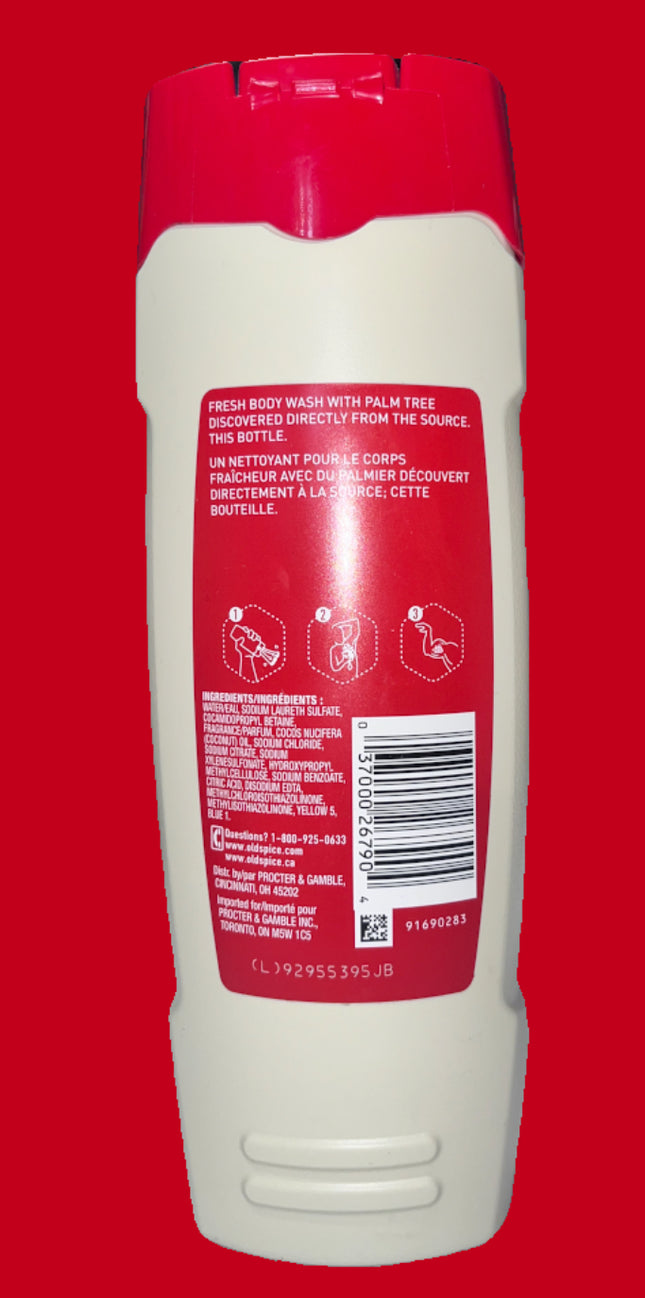 FRESH BODY WASH WITH PALM TREE
DISCOVERED DIRECTLY FROM THE SOURCE.
THIS BOTTLE.
UN NETTOYANT POUR LE CORPS
FRAÎCHEUR AVEC DU PALMIER DÉCOUVERT
DIRECTEMENT À LA SOURCE; CETTE
BOUTEILLE.
1 2 3
INGREDIENTS/INGRÉDIENTS :
WATER/EAU, SODIUM LAURETH SULFATE,
COCAMIDOPROPYL BETAINE,
FRAGRANCE/PARFUM, COCOS NUCIFERA
(COCONUT) OIL, SODIUM CHLORIDE,
SODIUM CITRATE, SODIUM
XYLENESULFONATE, HYDROXYPROPYL
METHYLCELLULOSE, SODIUM BENZOATE,
CITRIC ACID, DISODIUM EDTA,
METHYLCHLOROISOTHIAZOLINONE,
METHYLISOTHIAZOLINONE, YELLOW 5,
BLUE 1.
Questions? 1-800-925-0633
www.oldspice.com
www.oldspice.ca
Distr. by/par PROCTER & GAMBLE,
CINCINNATI, OH 45202
Imported for/Importé pour
PROCTER & GAMBLE INC.,
TORONTO, ON M5W 1C5
0 37000 26790 4
91690283
(L)92955395JB